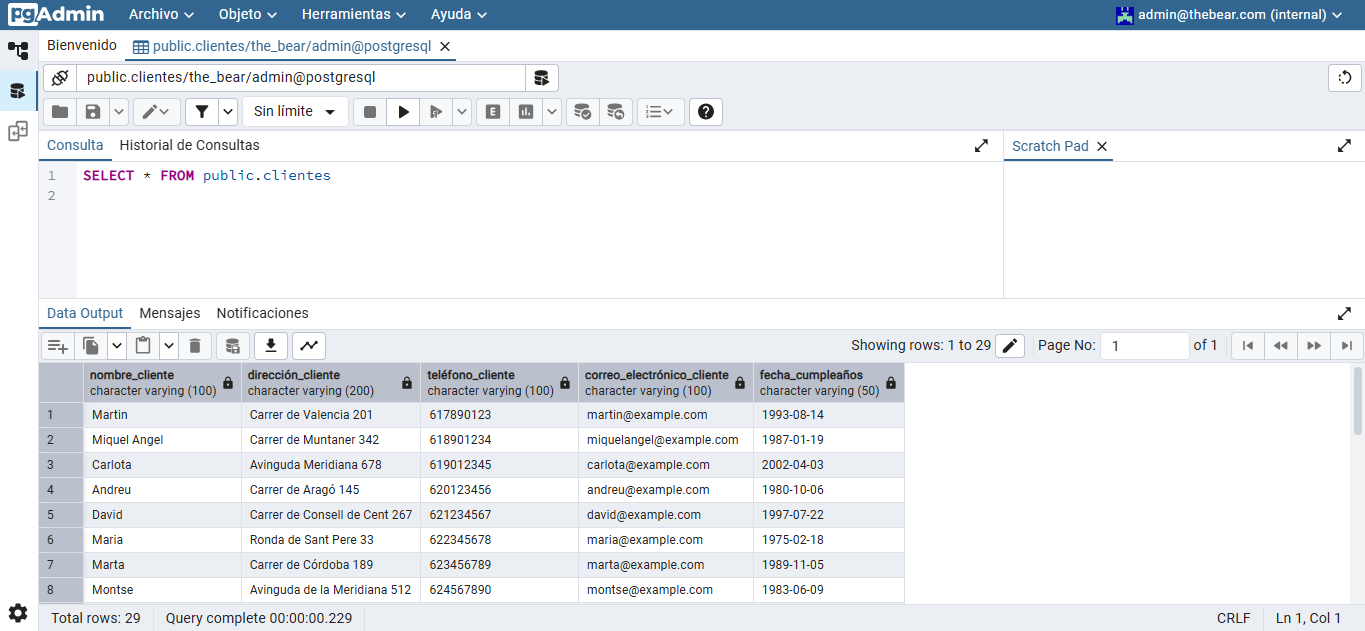 pgAdmin Archivo Objeto Herramientas Ayuda admin@thebear.com (internal)
Bienvenido public.clientes/the_bear/admin@postgresql
public.clientes/the_bear/admin@postgresql
Sin límite E
Consulta Historial de Consultas Scratch Pad
1 SELECT * FROM public.clientes
2
Data Output Mensajes Notificaciones
Showing rows: 1 to 29 Page No: 1 of 1
nombre_cliente dirección_cliente teléfono_cliente correo_electrónico_cliente fecha_cumpleaños
character varying (100) character varying (200) character varying (100) character varying (100) character varying (50)
1 Martin Carrer de Valencia 201 617890123 martin@example.com 1993-08-14
2 Miquel Angel Carrer de Muntaner 342 618901234 miquelangel@example.com 1987-01-19
3 Carlota Avinguda Meridiana 678 619012345 carlota@example.com 2002-04-03
4 Andreu Carrer de Aragó 145 620123456 andreu@example.com 1980-10-06
5 David Carrer de Consell de Cent 267 621234567 david@example.com 1997-07-22
6 Maria Ronda de Sant Pere 33 622345678 maria@example.com 1975-02-18
7 Marta Carrer de Córdoba 189 623456789 marta@example.com 1989-11-05
8 Montse Avinguda de la Meridiana 512 624567890 montse@example.com 1983-06-09
Total rows: 29 Query complete 00:00:00.229 CRLF Ln 1, Col 1